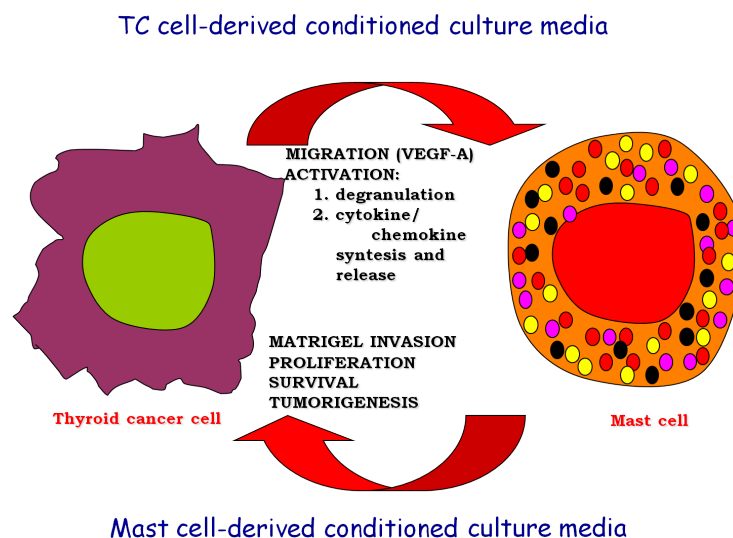 TC cell-derived conditioned culture media
MIGRATION (VEGF-A)
ACTIVATION:
1. degranulation
2. cytokine/
chemokine
syntesis and
release
MATRIGEL INVASION
PROLIFERATION
SURVIVAL
TUMORIGENESIS
Thyroid cancer cell
Mast cell
Mast cell-derived conditioned culture media